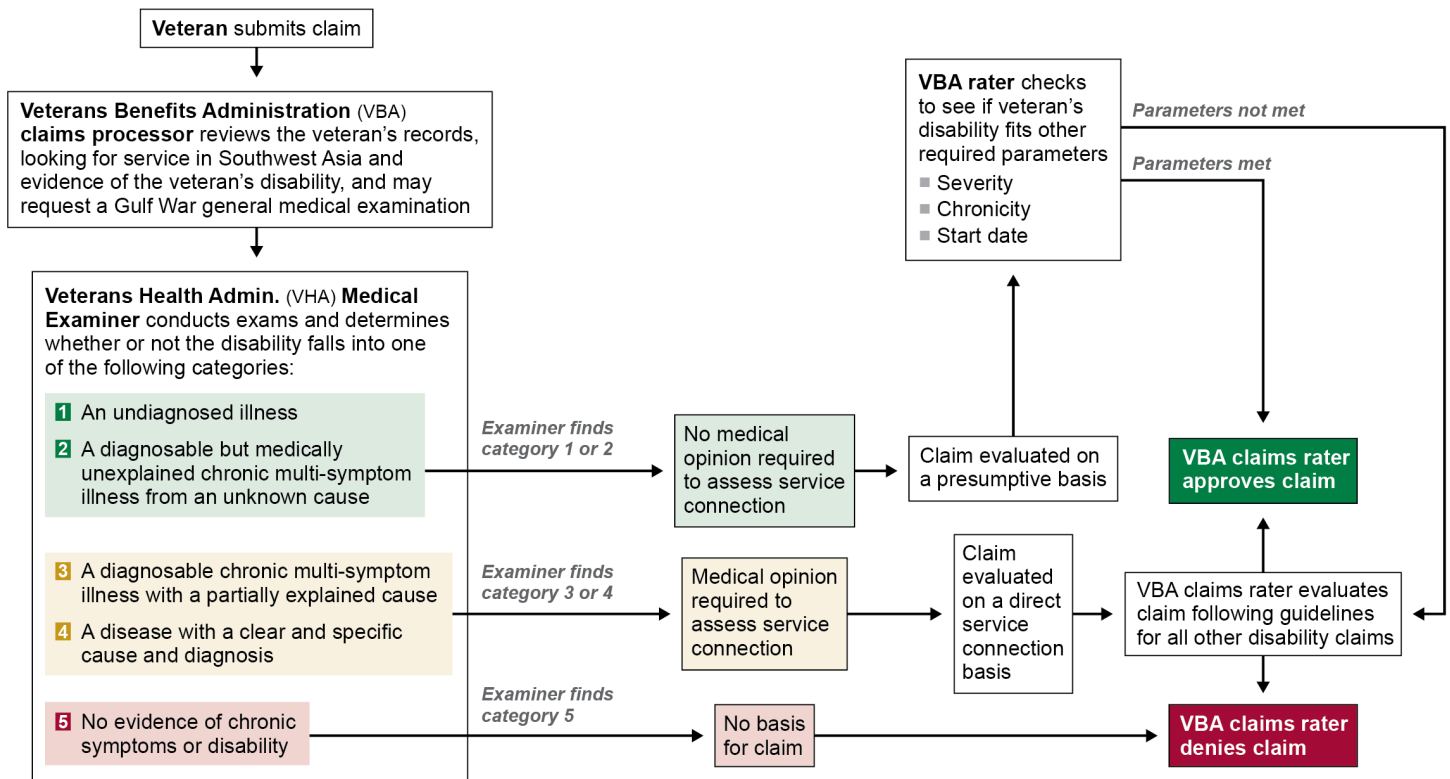 Veteran submits claim
Veterans Benefits Administration (VBA)
claims processor reviews the veteran's records,
looking for service in Southwest Asia and
evidence of the veteran's disability, and may
request a Gulf War general medical examination
Veterans Health Admin. (VHA) Medical
Examiner conducts exams and determines
whether or not the disability falls into one
of the following categories:
1 An undiagnosed illness
2 A diagnosable but medically
unexplained chronic multi-symptom
illness from an unknown cause
3 A diagnosable chronic multi-symptom
illness with a partially explained cause
4 A disease with a clear and specific
cause and diagnosis
5 No evidence of chronic
symptoms or disability
Examiner finds
category 1 or 2
No medical
opinion required
to assess service
connection
Claim evaluated on
a presumptive basis
VBA rater checks
to see if veteran's
disability fits other
required parameters
Severity
Chronicity
Start date
Parameters not met
Parameters met
VBA claims rater
approves claim
Examiner finds
category 3 or 4
Medical opinion
required to
assess service
connection
Claim
evaluated
on a direct
service
connection
basis
VBA claims rater evaluates
claim following guidelines
for all other disability claims
Examiner finds
category 5
No basis
for claim
VBA claims rater
denies claim